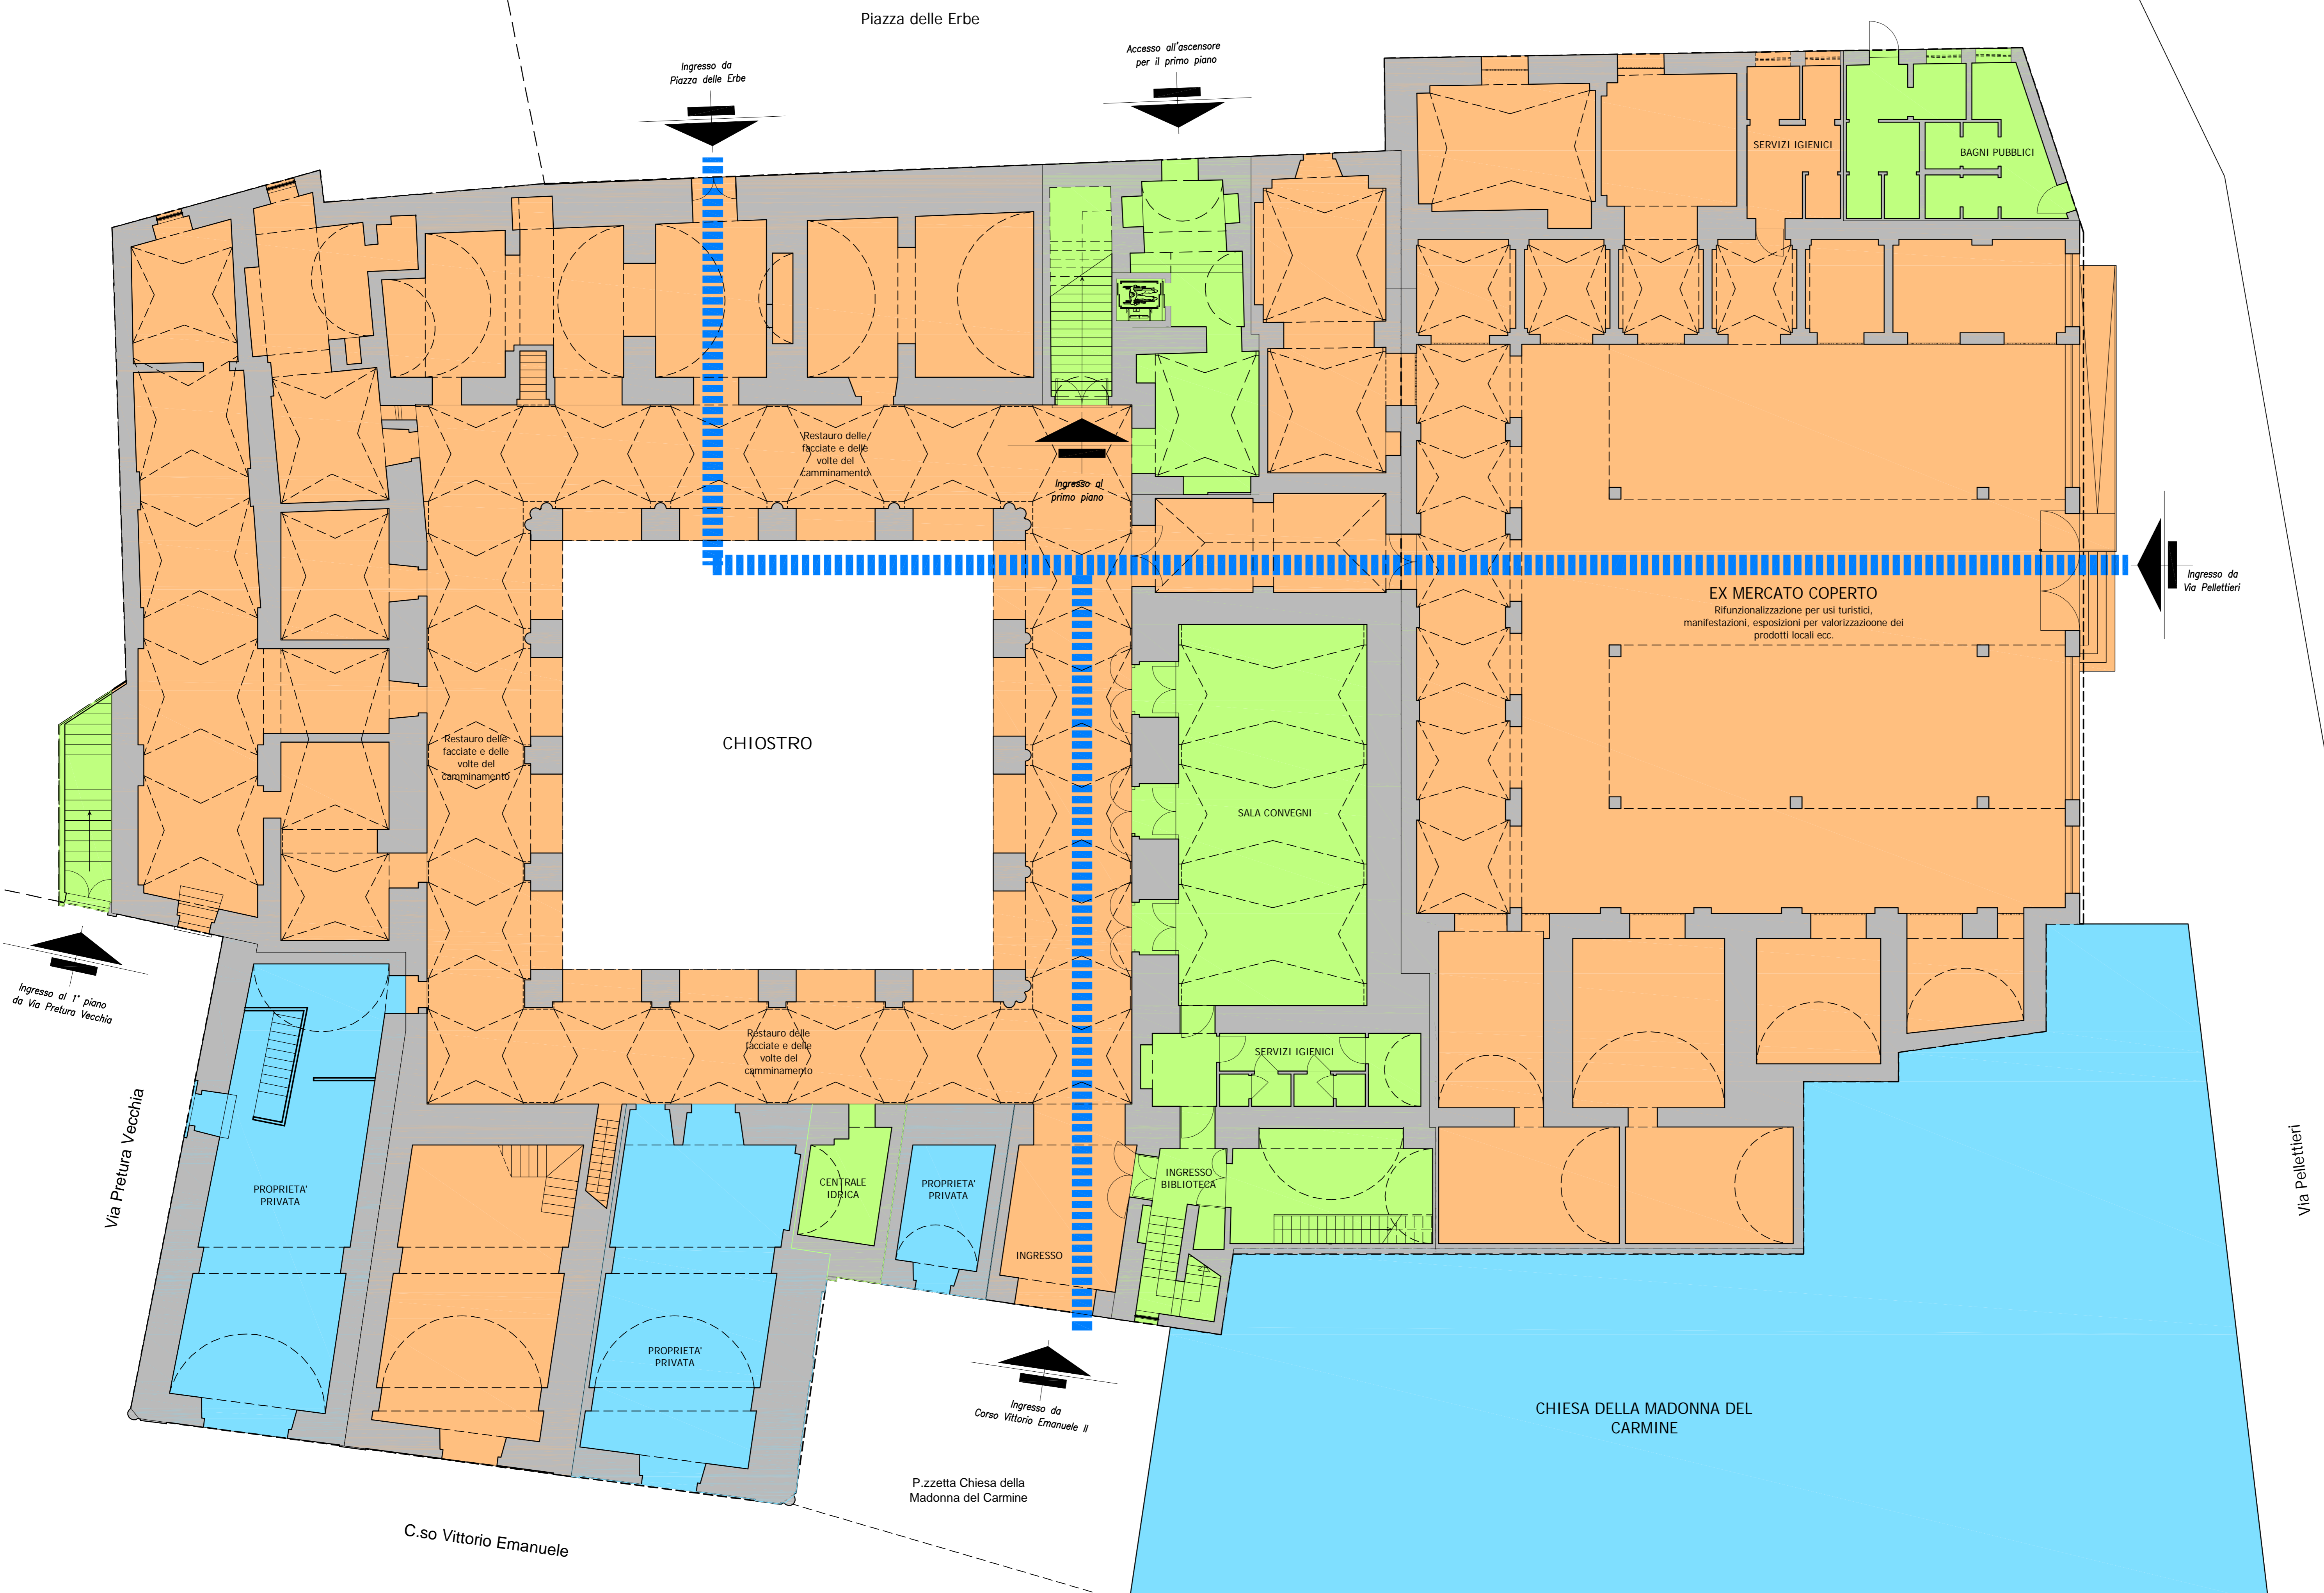 Piazza delle Erbe
Accesso all'ascensore
per il primo piano
Ingresso da
Piazza delle Erbe
SERVIZI IGIENICI
BAGNI PUBBLICI
Restauro delle
facciate e delle
volte del
camminamento
Ingresso al
primo piano
Ingresso da
Via Pellettieri
EX MERCATO COPERTO
Rifunzionalizzazione per usi turistici,
manifestazioni, esposizioni per valorizzazioone dei
prodotti locali ecc.
CHIOSTRO
Restauro delle
facciate e delle
volte del
camminamento
SALA CONVEGNI
Ingresso al 1° piano
da Via Pretura Vecchia
Restauro delle
facciate e delle
volte del
camminamento
SERVIZI IGIENICI
Via Pretura Vecchia
PROPRIETA'
PRIVATA
CENTRALE
IDRICA
PROPRIETA'
PRIVATA
INGRESSO
BIBLIOTECA
Via Pellettieri
INGRESSO
PROPRIETA'
PRIVATA
Ingresso da
Corso Vittorio Emanuele II
CHIESA DELLA MADONNA DEL
CARMINE
P.zzetta Chiesa della
Madonna del Carmine
C.so Vittorio Emanuele